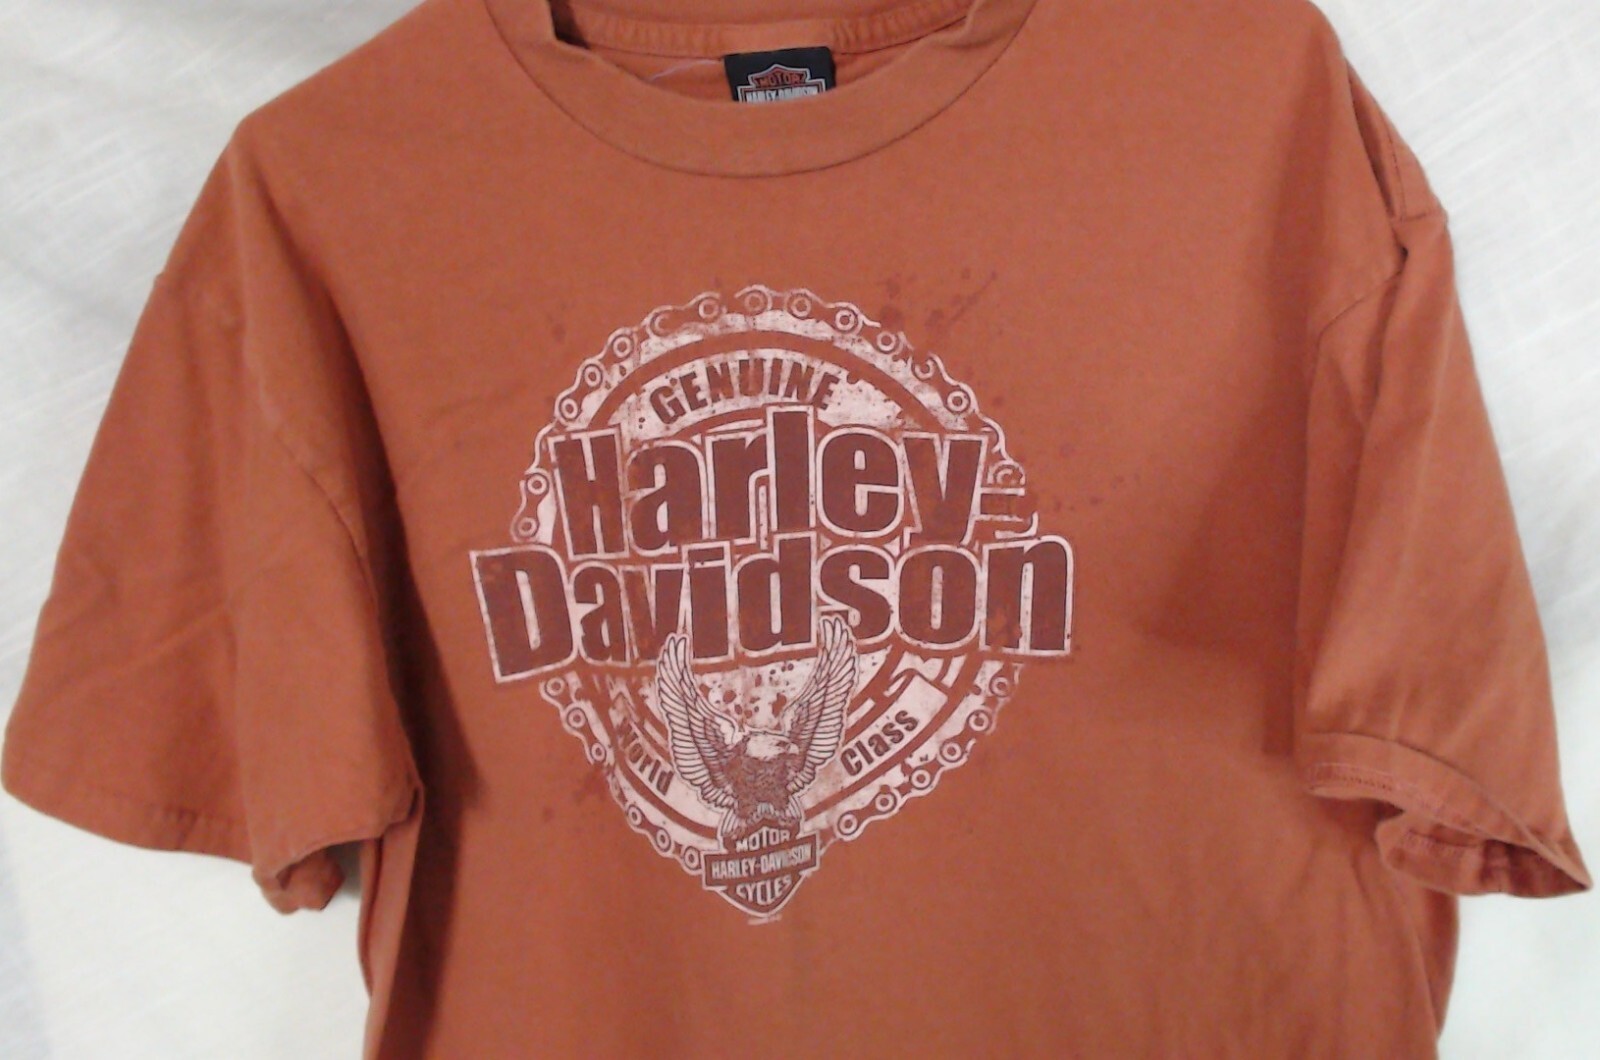 MOTOR
HARLEY-DAVIDSON
GENUINE
Harley
Davidson
World Class
MOTOR
HARLEY-DAVIDSON
CYCLES